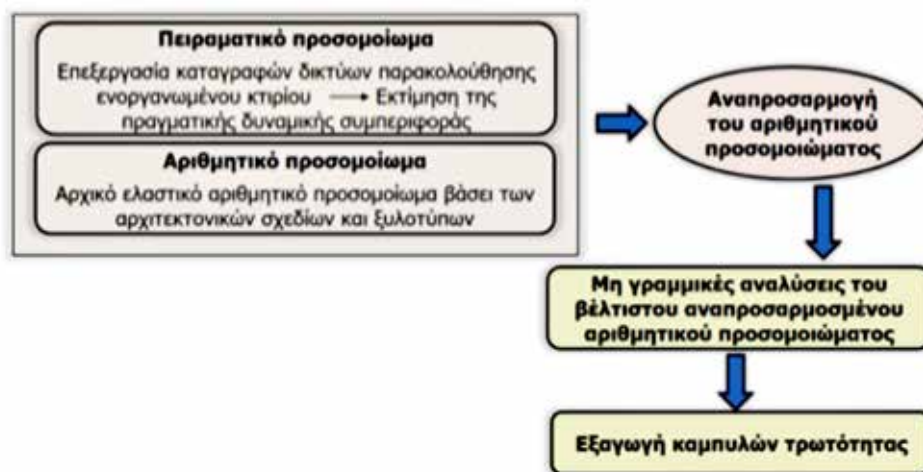 Πειραματικό προσομοίωμα
Επεξεργασία καταγραφών δικτύων παρακολούθησης
ενοργανωμένου κτιρίου → Εκτίμηση της
πραγματικής δυναμικής συμπεριφοράς
Αριθμητικό προσομοίωμα
Αρχικό ελαστικό αριθμητικό προσομοίωμα βάσει των
αρχιτεκτονικών σχεδίων και ξυλοτύπων
Αναπροσαρμογή
του αριθμητικού
προσομοιώματος
Μη γραμμικές αναλύσεις του
βέλτιστου αναπροσαρμοσμένου
αριθμητικού προσομοιώματος
Εξαγωγή καμπυλών τρωτότητας